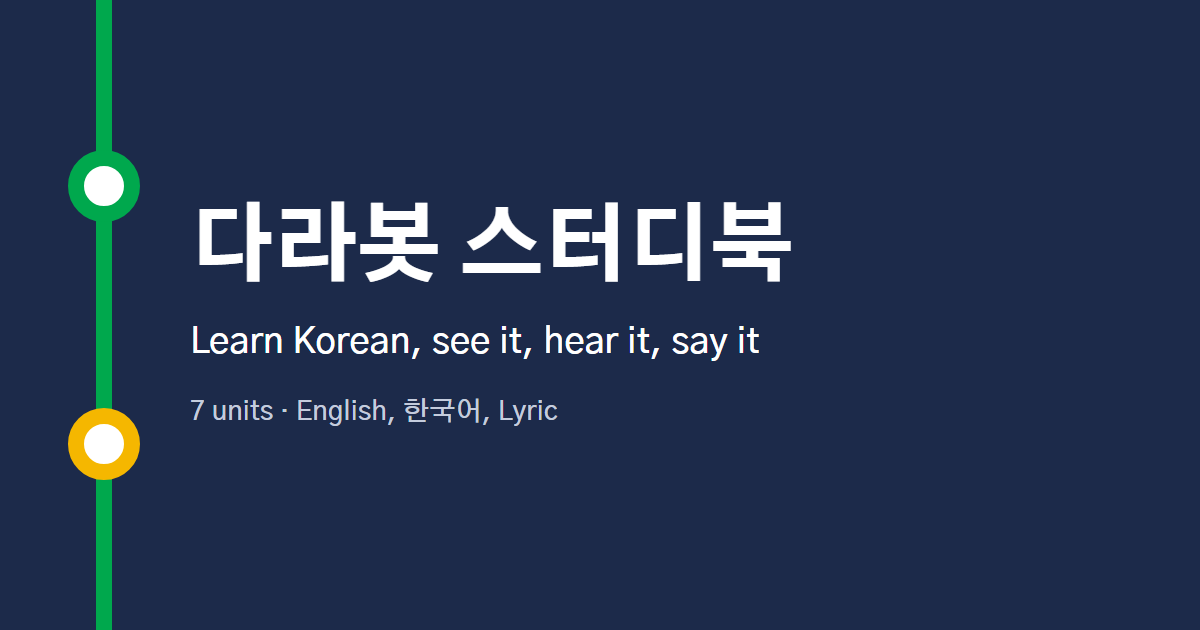 다라봇 스터디북
Learn Korean, see it, hear it, say it
7 units · English, 한국어, Lyric